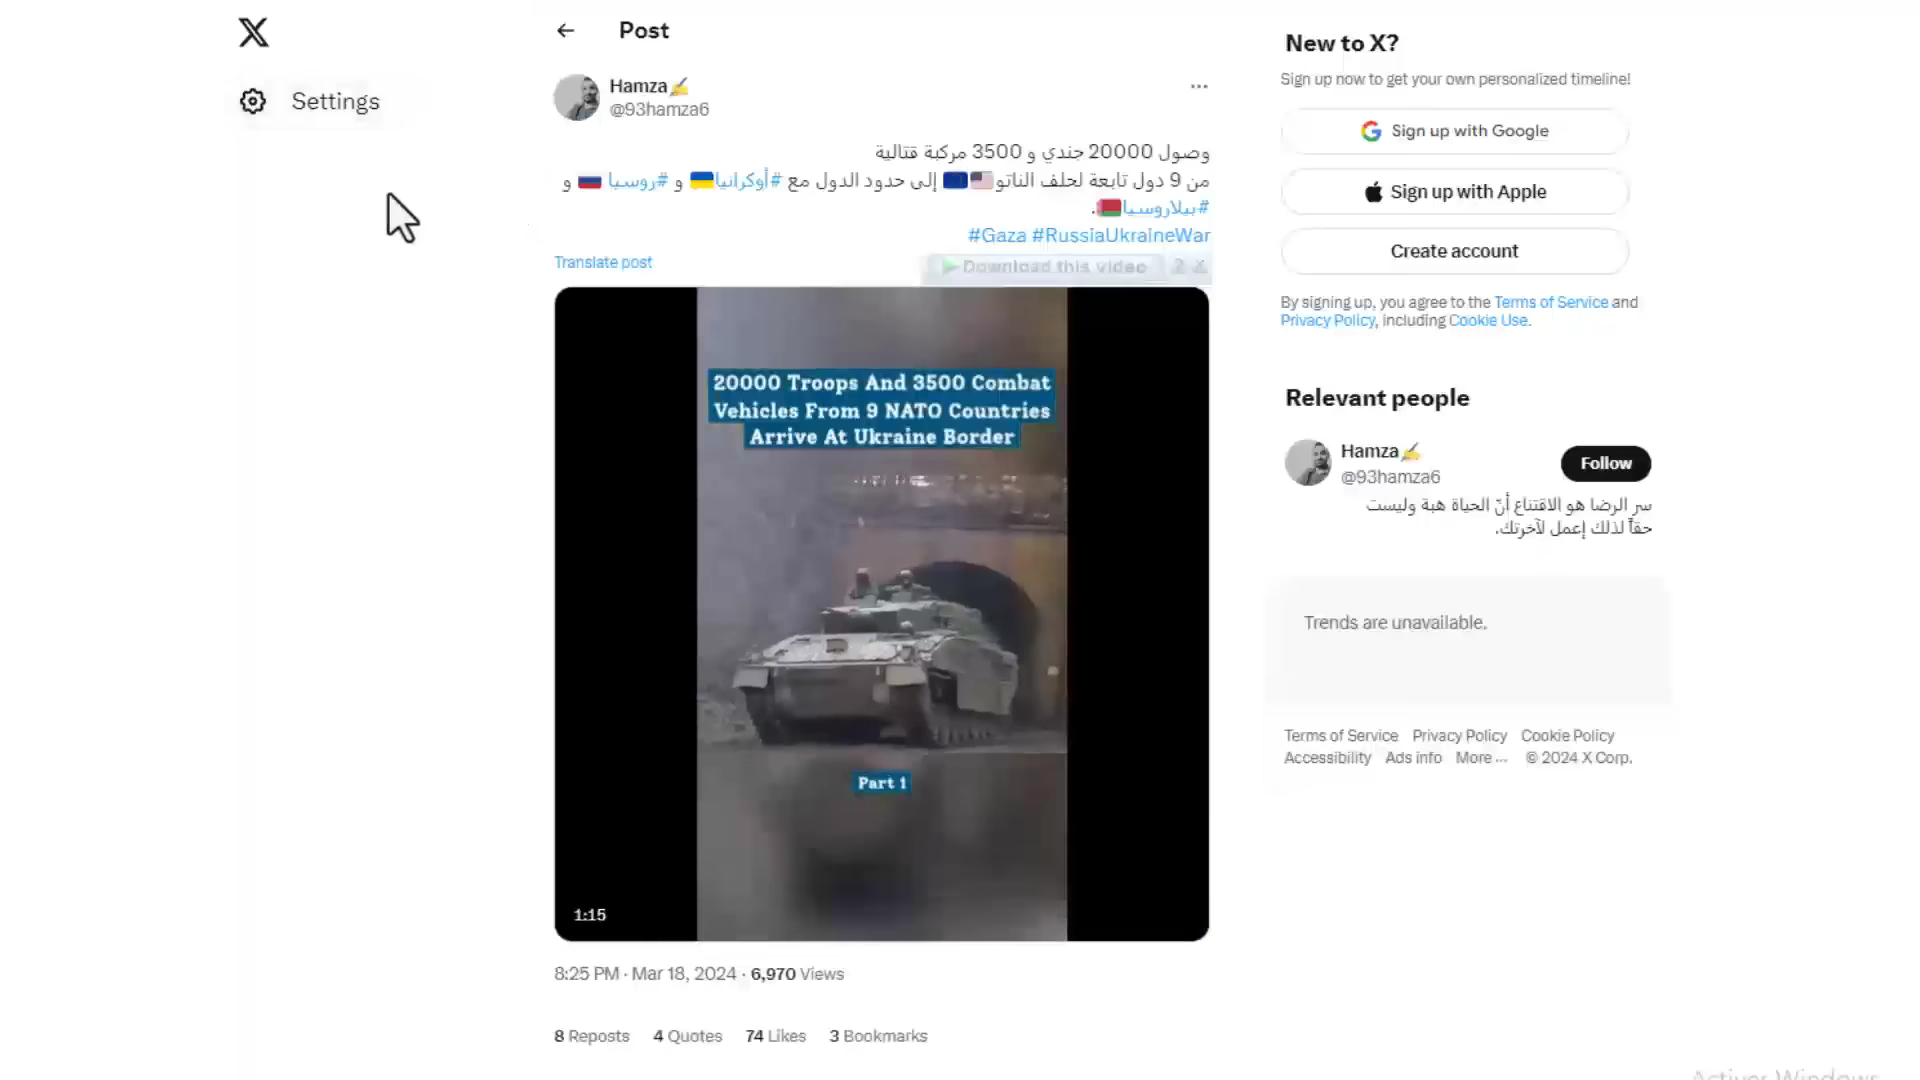 X
Settings
Post
Hamza✍️
@93hamza6
وصول 20000 جندي و 3500 مركبة قتالية
من 9 دول تابعة لحلف الناتو🇺🇸🇪🇺 إلى حدود الدول مع #أوكرانيا🇺🇦 و #روسيا 🇷🇺 و
#بيلاروسيا🇧🇾.
#Gaza #RussiaUkraineWar
Translate post
Download this video ? X
20000 Troops And 3500 Combat
Vehicles From 9 NATO Countries
Arrive At Ukraine Border
Part 1
1:15
8:25 PM · Mar 18, 2024 · 6,970 Views
8 Reposts 4 Quotes 74 Likes 3 Bookmarks
New to X?
Sign up now to get your own personalized timeline!
Sign up with Google
Sign up with Apple
Create account
By signing up, you agree to the Terms of Service and
Privacy Policy, including Cookie Use.
Relevant people
Hamza✍️
@93hamza6
Follow
سر الرضا هو الاقتناع أنّ الحياة هبة وليست
حقاً لذلك إعمل لآخرتك.
Trends are unavailable.
Terms of Service Privacy Policy Cookie Policy
Accessibility Ads info More ··· © 2024 X Corp.
Activer Windows